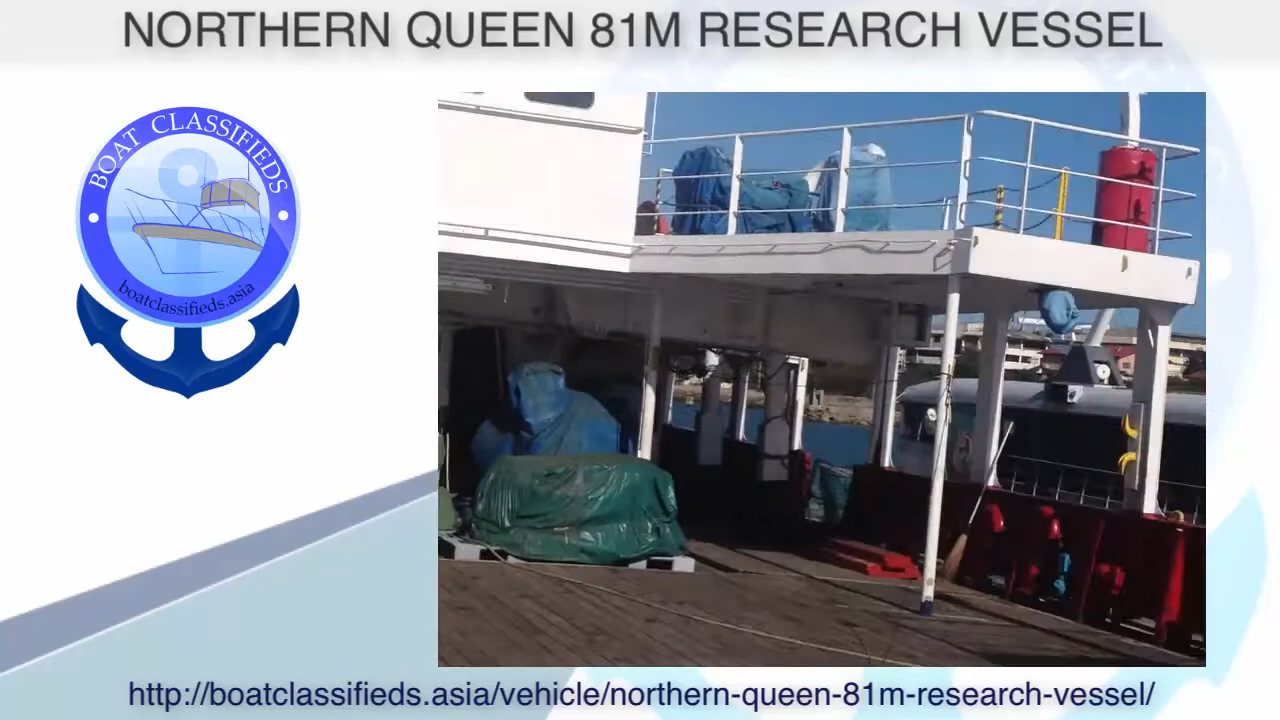 NORTHERN QUEEN 81M RESEARCH VESSEL
BOAT CLASSIFIEDS
boatclassifieds.asia
http://boatclassifieds.asia/vehicle/northern-queen-81m-research-vessel/